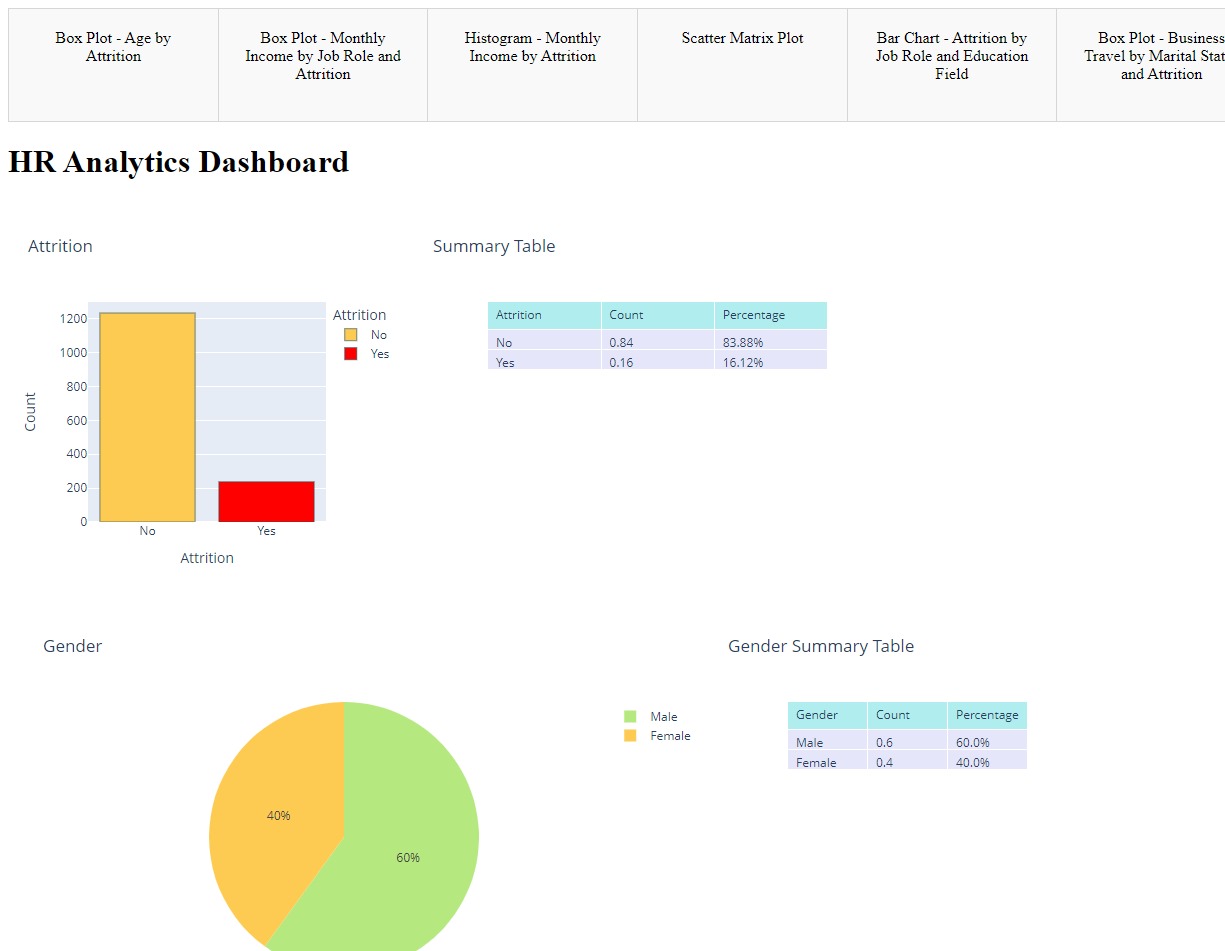 Box Plot - Age by
Attrition
Box Plot - Monthly
Income by Job Role and
Attrition
Histogram - Monthly
Income by Attrition
Scatter Matrix Plot
Bar Chart - Attrition by
Job Role and Education
Field
Box Plot - Business
Travel by Marital Stat
and Attrition
HR Analytics Dashboard
Attrition
Count
1200
1000
800
600
400
200
0
No
Yes
Attrition
Attrition
No
Yes
Summary Table
Attrition Count Percentage
No 0.84 83.88%
Yes 0.16 16.12%
Gender
40%
60%
Male
Female
Gender Summary Table
Gender Count Percentage
Male 0.6 60.0%
Female 0.4 40.0%